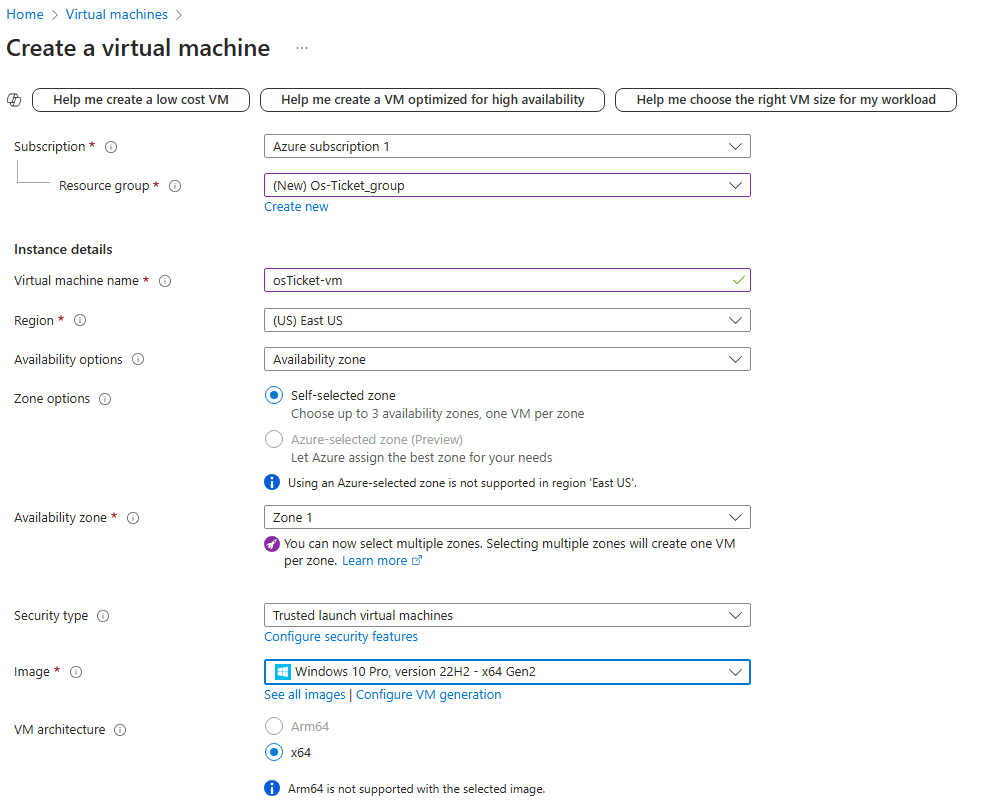 Home > Virtual machines >
Create a virtual machine ...
Help me create a low cost VM Help me create a VM optimized for high availability Help me choose the right VM size for my workload
Subscription * Azure subscription 1
Resource group * (New) Os-Ticket_group
Create new
Instance details
Virtual machine name * osTicket-vm
Region * (US) East US
Availability options Availability zone
Zone options Self-selected zone
Choose up to 3 availability zones, one VM per zone
Azure-selected zone (Preview)
Let Azure assign the best zone for your needs
Using an Azure-selected zone is not supported in region 'East US'.
Availability zone * Zone 1
You can now select multiple zones. Selecting multiple zones will create one VM
per zone. Learn more
Security type Trusted launch virtual machines
Configure security features
Image * Windows 10 Pro, version 22H2 - x64 Gen2
See all images | Configure VM generation
VM architecture Arm64
x64
Arm64 is not supported with the selected image.